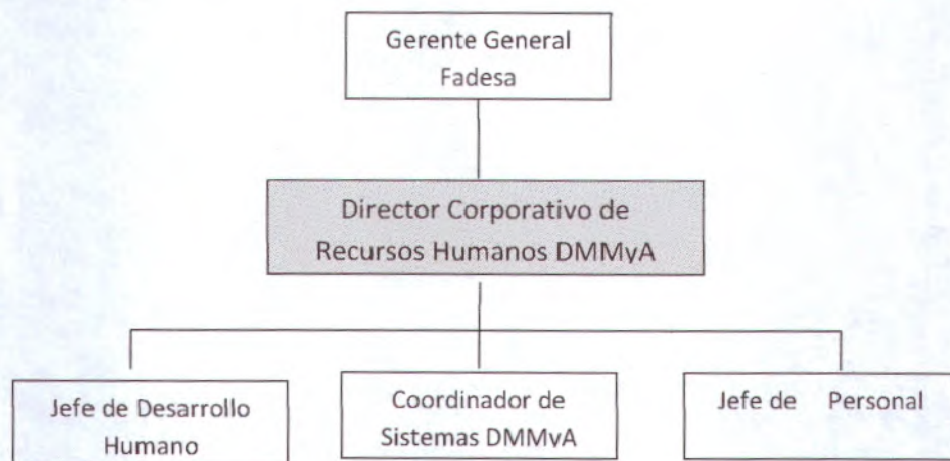 Gerente General
Fadesa
Director Corporativo de
Recursos Humanos DMMyA
Jefe de Desarrollo
Humano
Coordinador de
Sistemas DMMyA
Jefe de Personal